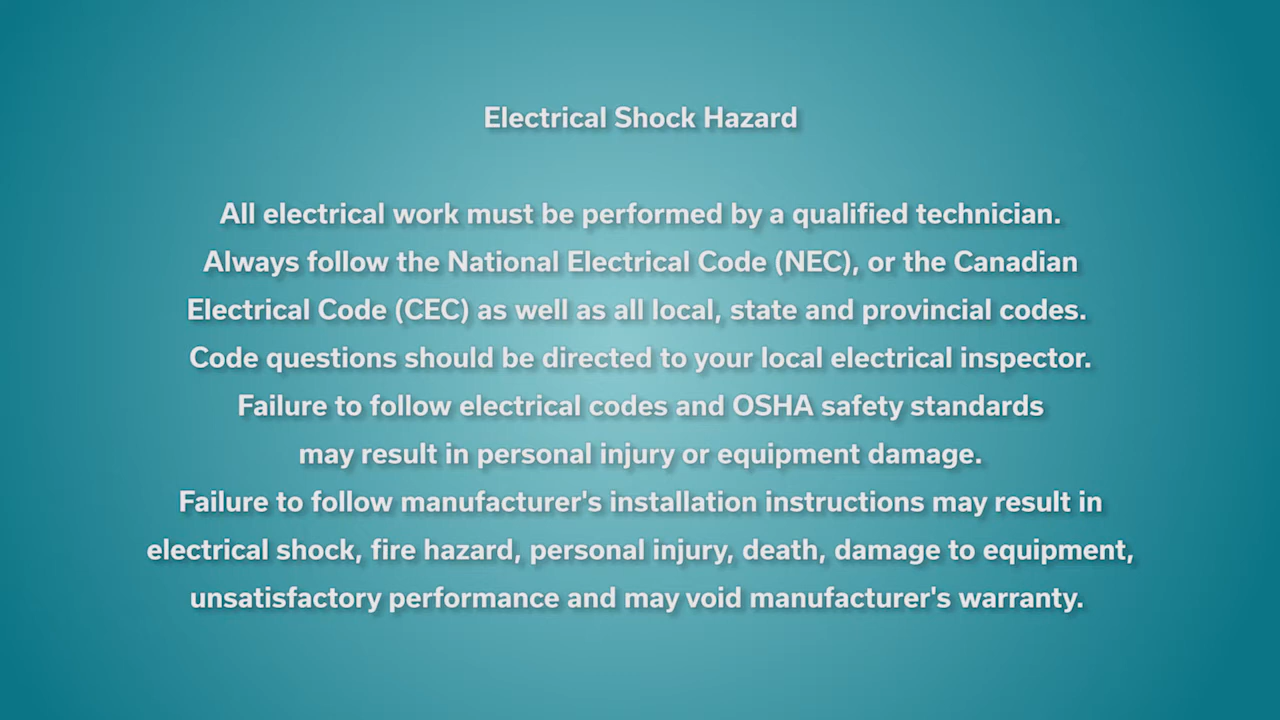 Electrical Shock Hazard
All electrical work must be performed by a qualified technician.
Always follow the National Electrical Code (NEC), or the Canadian
Electrical Code (CEC) as well as all local, state and provincial codes.
Code questions should be directed to your local electrical inspector.
Failure to follow electrical codes and OSHA safety standards
may result in personal injury or equipment damage.
Failure to follow manufacturer's installation instructions may result in
electrical shock, fire hazard, personal injury, death, damage to equipment,
unsatisfactory performance and may void manufacturer's warranty.